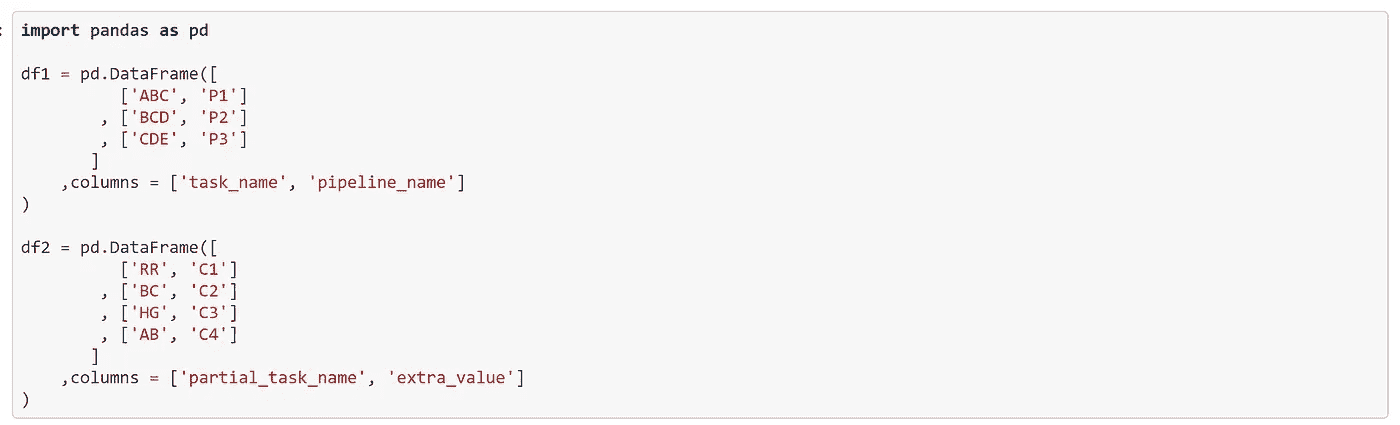 import pandas as pd
df1 = pd.DataFrame([
['ABC', 'P1']
, ['BCD', 'P2']
, ['CDE', 'P3']
]
,columns = ['task_name', 'pipeline_name']
)
df2 = pd.DataFrame([
['RR', 'C1']
, ['BC', 'C2']
, ['HG', 'C3']
, ['AB', 'C4']
]
,columns = ['partial_task_name', 'extra_value']
)